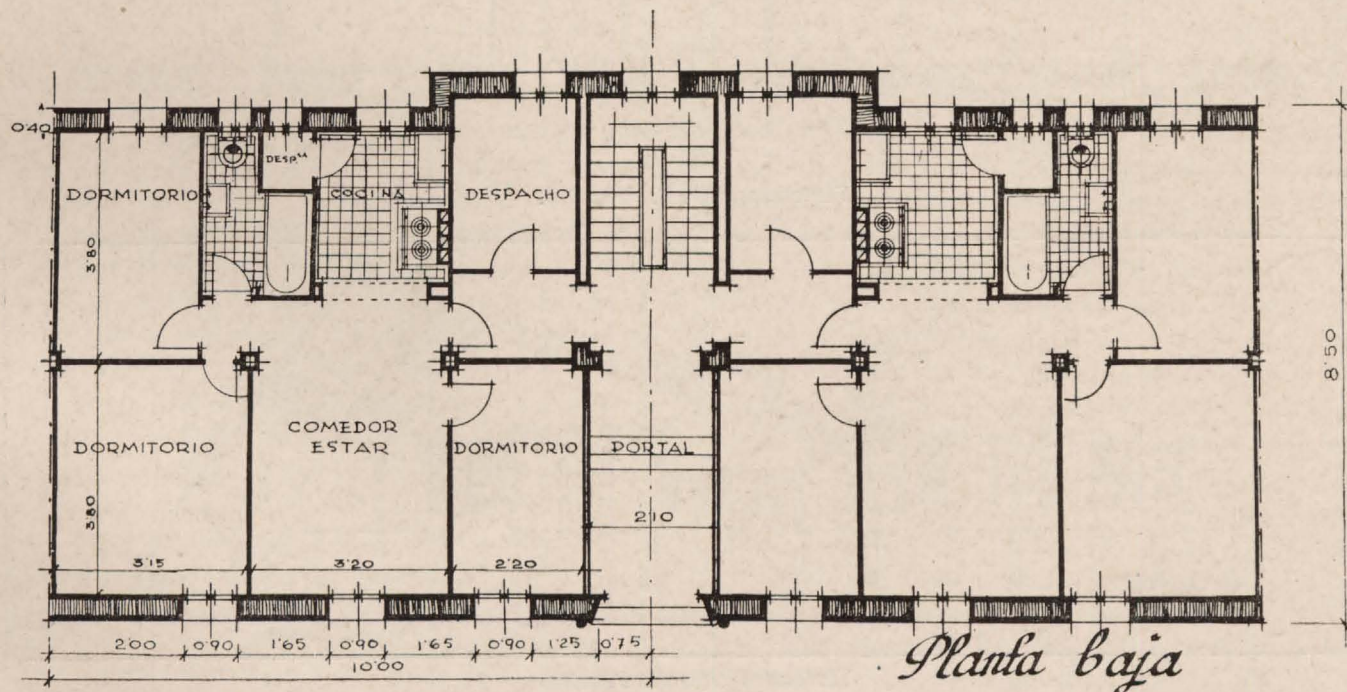 0'40
DORMITORIO
DESP.ᴬ
COCINA
DESPACHO
3'80
8'50
DORMITORIO
COMEDOR
ESTAR
DORMITORIO
PORTAL
3'80
2'10
3'15
3'20
2'20
2'00 0'90 1'65 0'90 1'65 0'90 1'25 0'75
10'00
Planta baja